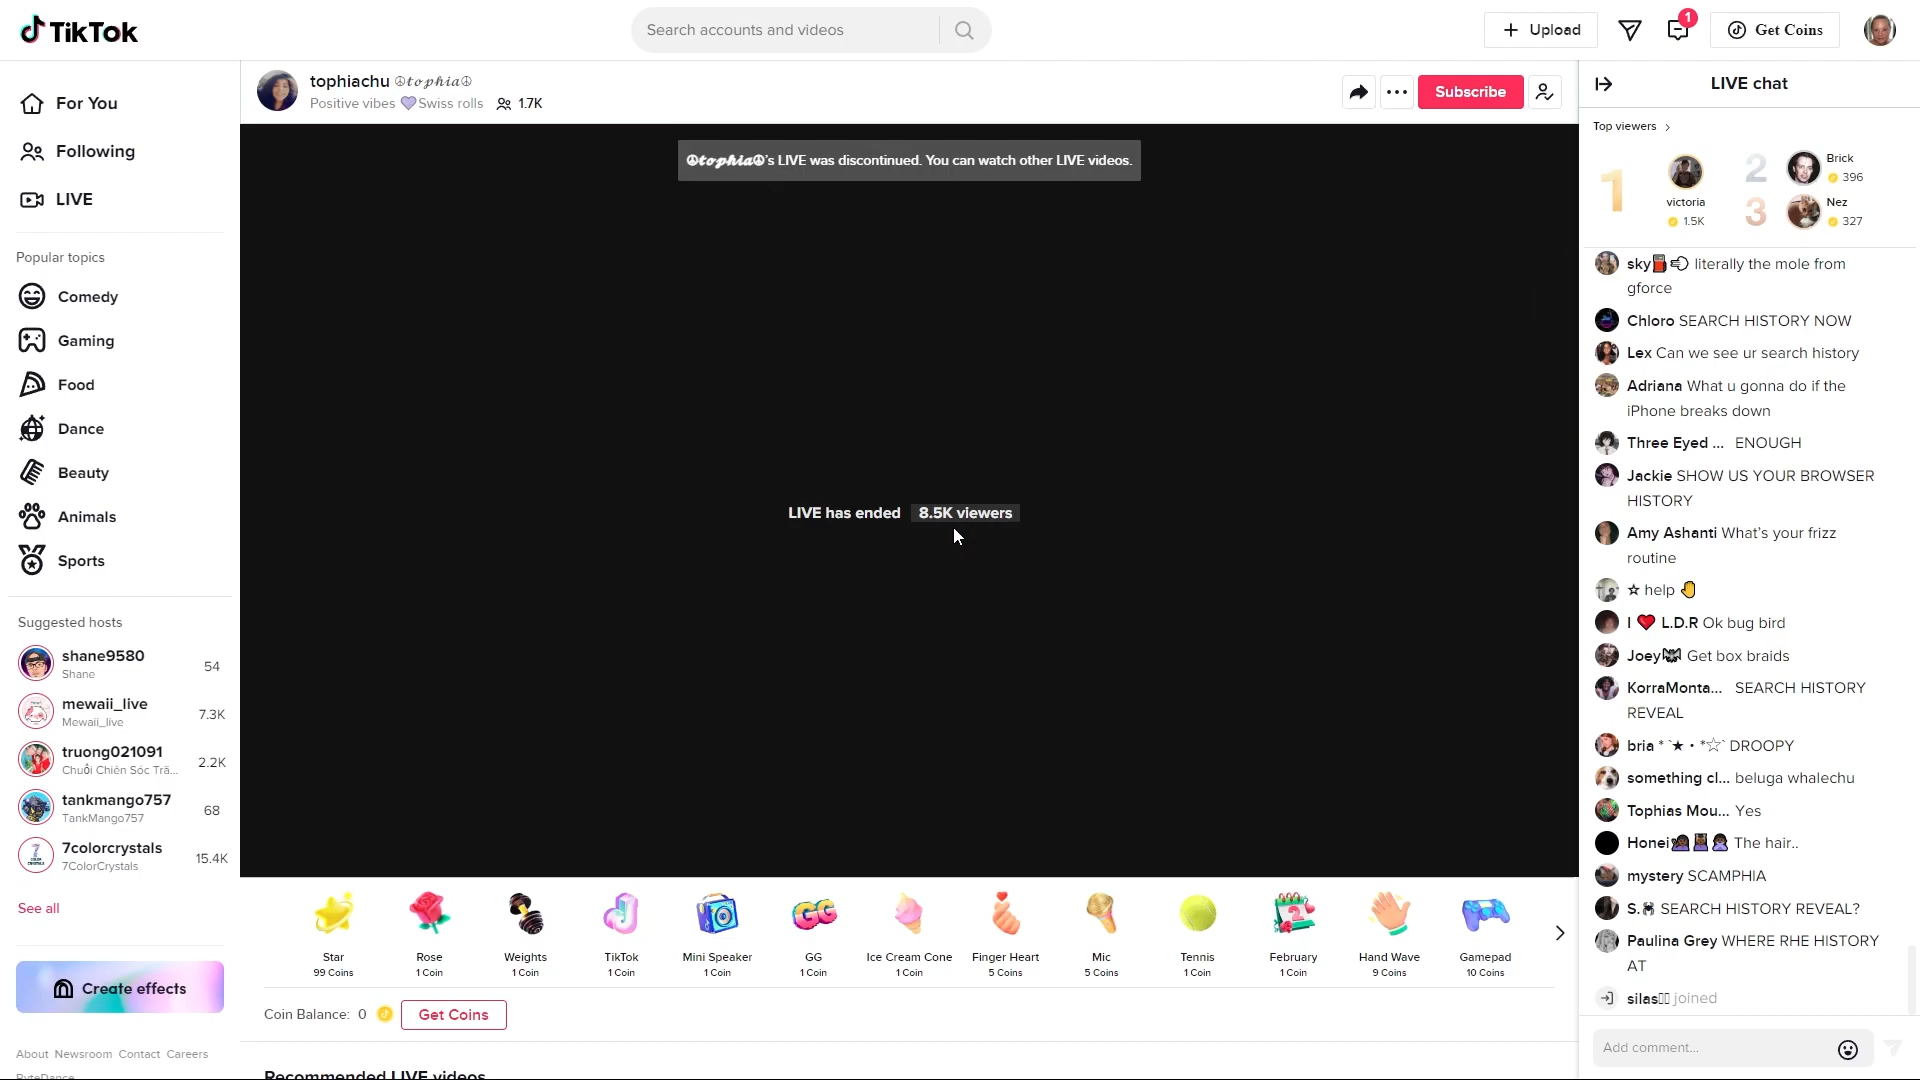 TikTok
Search accounts and videos
Upload
1
Get Coins
For You
Following
LIVE
Popular topics
Comedy
Gaming
Food
Dance
Beauty
Animals
Sports
Suggested hosts
shane9580
Shane
54
mewaii_live
Mewaii_live
7.3K
truong021091
Chuối Chiên Sóc Tră...
2.2K
tankmango757
TankMango757
68
7colorcrystals
7ColorCrystals
15.4K
See all
Create effects
About Newsroom Contact Careers
ByteDance
tophiachu ☮𝓽𝓸𝓹𝓱𝓲𝓪☮
Positive vibes 💜Swiss rolls 1.7K
Subscribe
☮𝓽𝓸𝓹𝓱𝓲𝓪☮'s LIVE was discontinued. You can watch other LIVE videos.
LIVE has ended 8.5K viewers
Star
99 Coins
Rose
1 Coin
Weights
1 Coin
TikTok
1 Coin
Mini Speaker
1 Coin
GG
GG
1 Coin
Ice Cream Cone
1 Coin
Finger Heart
5 Coins
Mic
5 Coins
Tennis
1 Coin
2
February
1 Coin
Hand Wave
9 Coins
Gamepad
10 Coins
Coin Balance: 0
Get Coins
Recommended LIVE videos
LIVE chat
Top viewers
1
victoria
1.5K
2
Brick
396
3
Nez
327
sky⛽💨 literally the mole from
gforce
Chloro SEARCH HISTORY NOW
Lex Can we see ur search history
Adriana What u gonna do if the
iPhone breaks down
Three Eyed ... ENOUGH
Jackie SHOW US YOUR BROWSER
HISTORY
Amy Ashanti What's your frizz
routine
☆ help 🤚
I ❤️ L.D.R Ok bug bird
Joey🦇 Get box braids
KorraMonta... SEARCH HISTORY
REVEAL
bria * ˋ★・*☆ˊ DROOPY
something cl... beluga whalechu
Tophias Mou... Yes
Honei The hair..
mystery SCAMPHIA
S.🕷 SEARCH HISTORY REVEAL?
Paulina Grey WHERE RHE HISTORY
AT
silas joined
Add comment...